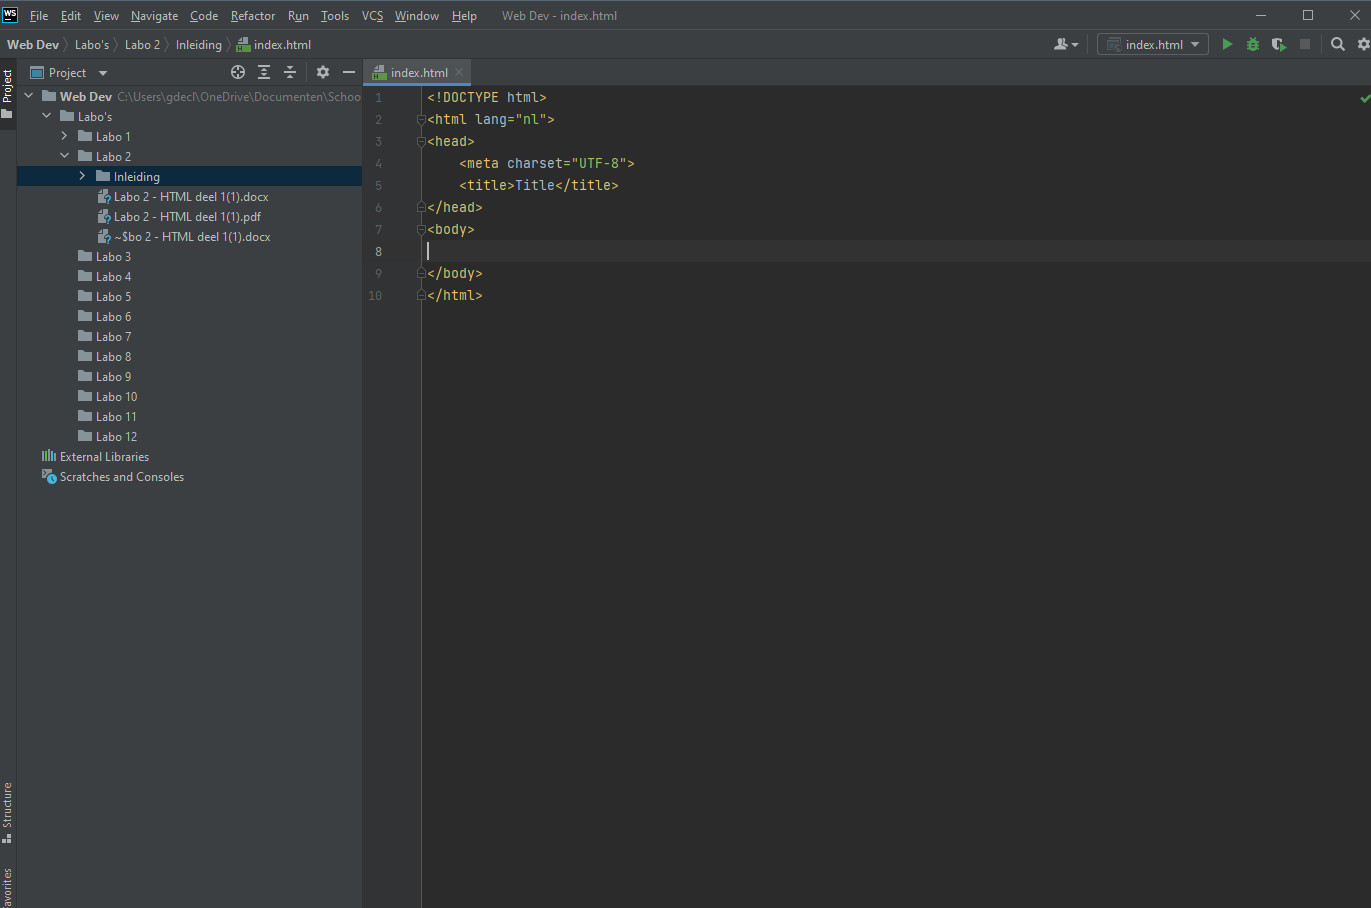 WS File Edit View Navigate Code Refactor Run Tools VCS Window Help Web Dev - index.html
Web Dev Labo's Labo 2 Inleiding index.html index.html
Project
Project
index.html
Web Dev C:\Users\gdecl\OneDrive\Documenten\Schoo
Labo's
Labo 1
Labo 2
Inleiding
Labo 2 - HTML deel 1(1).docx
Labo 2 - HTML deel 1(1).pdf
~$bo 2 - HTML deel 1(1).docx
Labo 3
Labo 4
Labo 5
Labo 6
Labo 7
Labo 8
Labo 9
Labo 10
Labo 11
Labo 12
External Libraries
Scratches and Consoles
1 <!DOCTYPE html>
2 <html lang="nl">
3 <head>
4 <meta charset="UTF-8">
5 <title>Title</title>
6 </head>
7 <body>
8
9 </body>
10 </html>
Structure
avorites